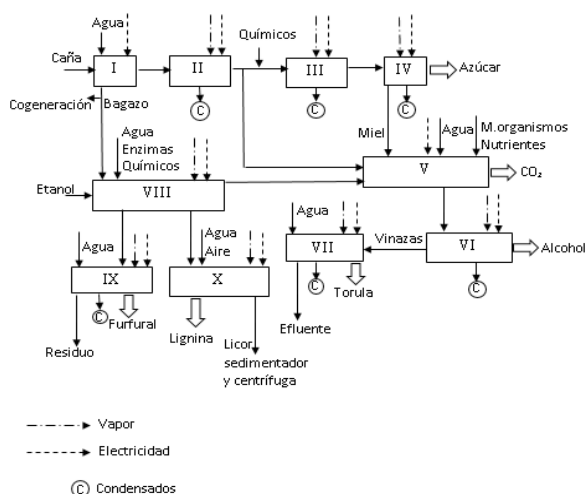 Agua
Químicos
Caña
I
II
III
IV
Azúcar
C
C
C
Cogeneración
Bagazo
Agua
Enzimas
Químicos
Miel
Agua
M.organismos
Nutrientes
Etanol
VIII
V
CO₂
Agua
Agua
Aire
Agua
VII
Vinazas
VI
Alcohol
IX
X
C
C
Torula
C
Furfural
Efluente
Residuo
Lignina
Licor
sedimentador
y centrífuga
Vapor
Electricidad
C Condensados